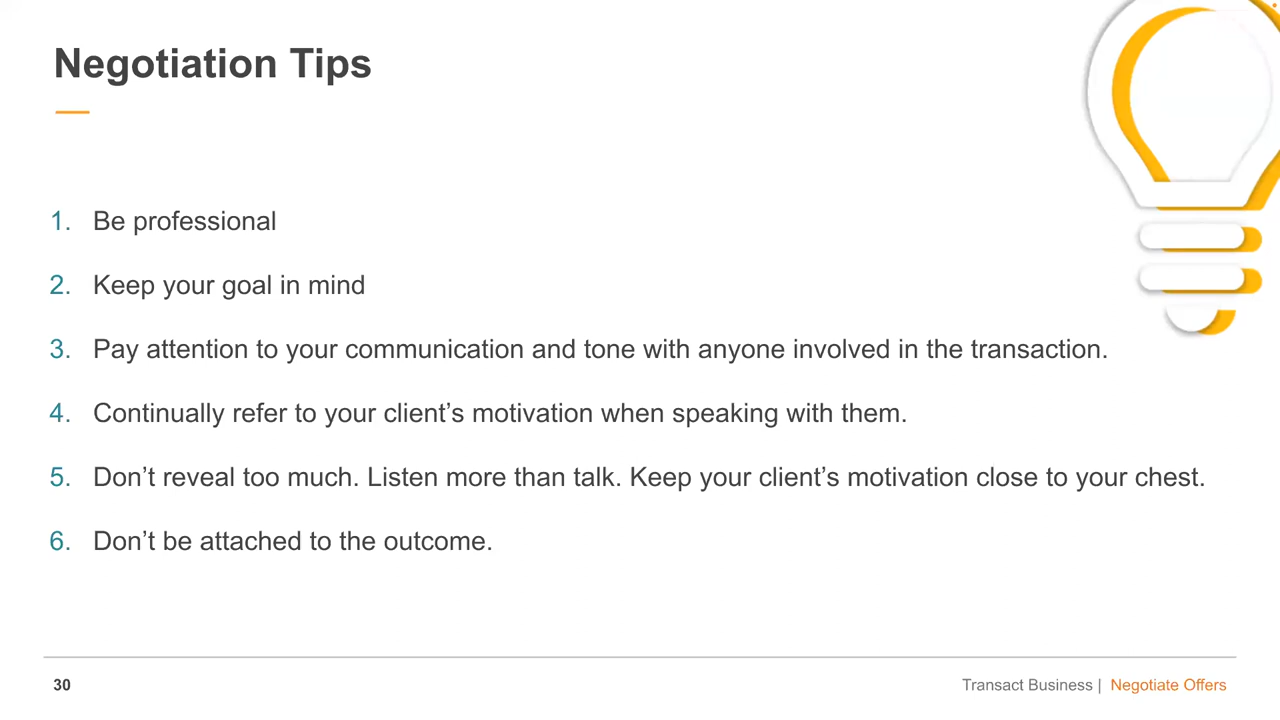 Negotiation Tips
1. Be professional
2. Keep your goal in mind
3. Pay attention to your communication and tone with anyone involved in the transaction.
4. Continually refer to your client’s motivation when speaking with them.
5. Don’t reveal too much. Listen more than talk. Keep your client’s motivation close to your chest.
6. Don’t be attached to the outcome.
30
Transact Business | Negotiate Offers